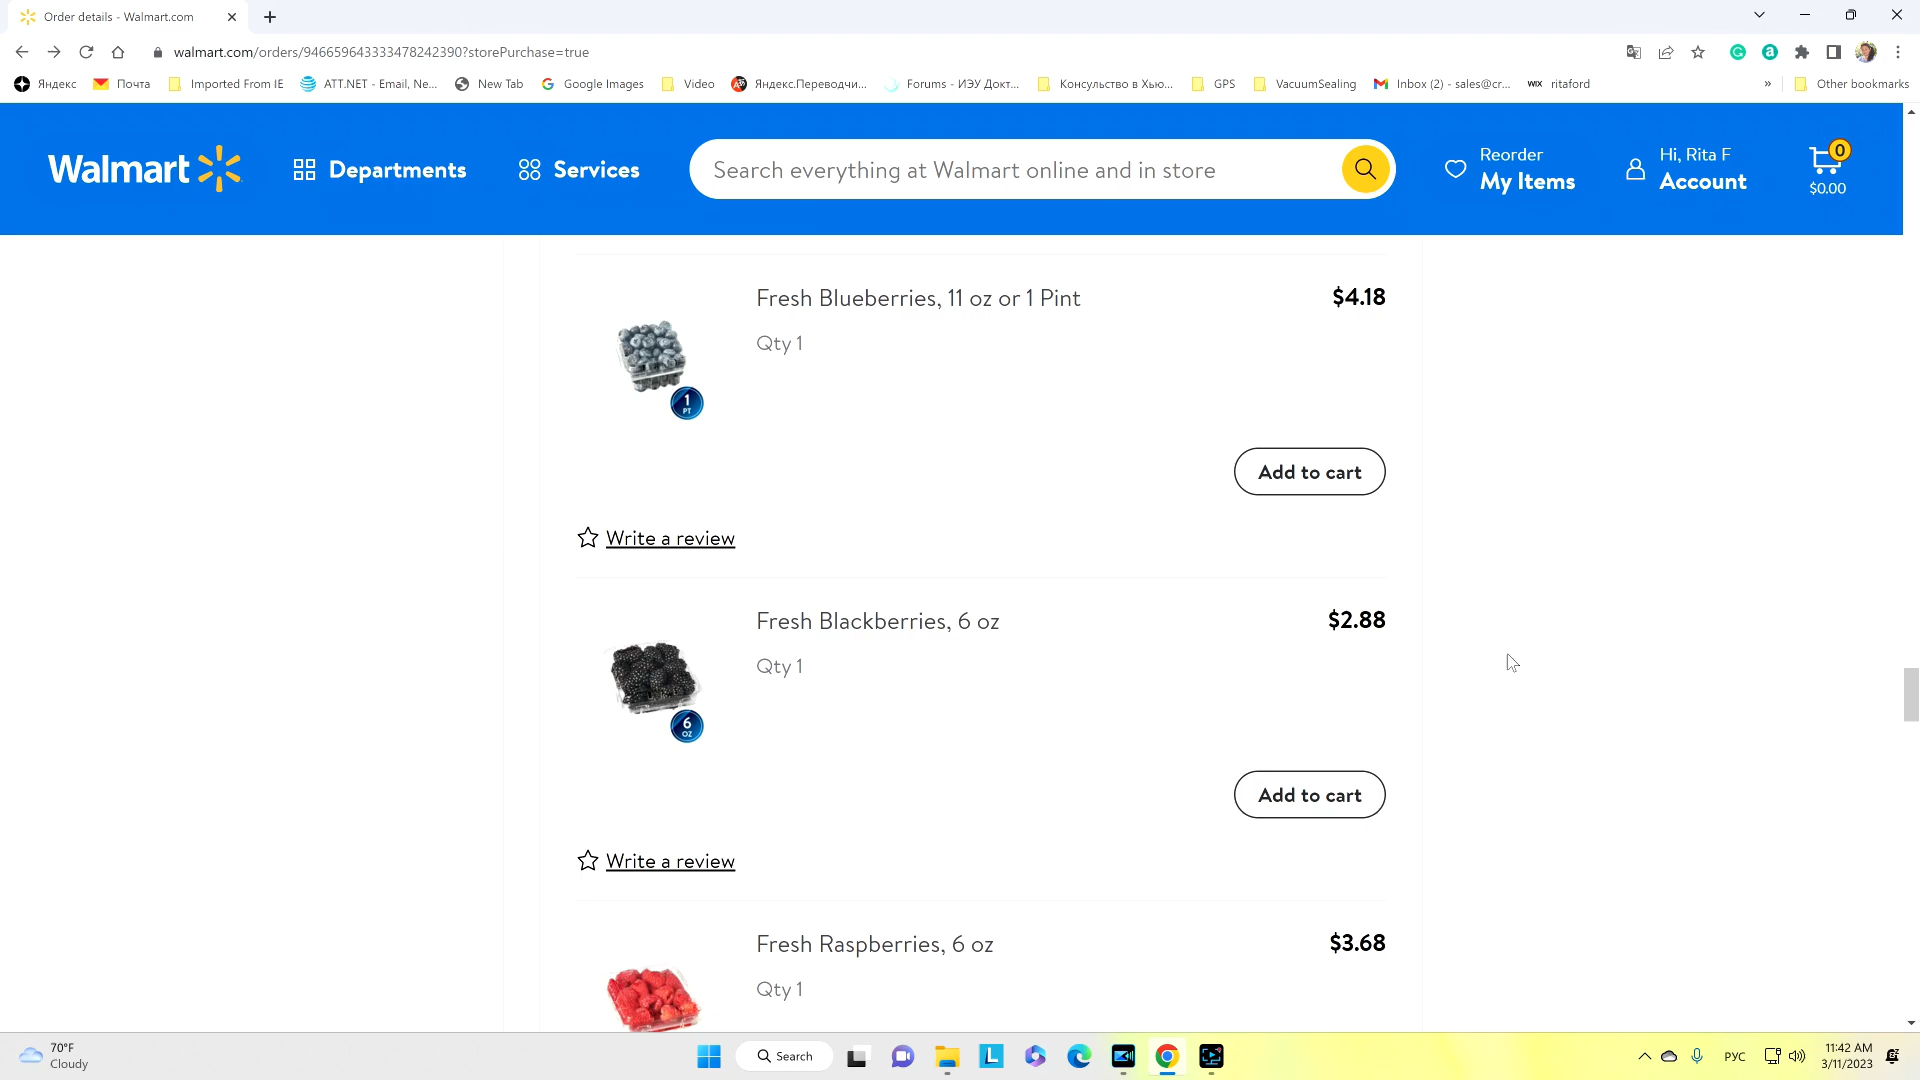 Order details - Walmart.com
walmart.com/orders/946659643333478242390?storePurchase=true
Яндекс
Почта
Imported From IE
ATT.NET - Email, Ne...
New Tab
Google Images
Video
Яндекс.Переводчи...
Forums - ИЭУ Докт...
Консульство в Хью...
GPS
VacuumSealing
Inbox (2) - sales@cr...
WIX ritaford
»
Other bookmarks
Walmart
Departments
Services
Search everything at Walmart online and in store
Reorder
My Items
Hi, Rita F
Account
0
$0.00
Fresh Blueberries, 11 oz or 1 Pint
$4.18
Qty 1
1
PT
Add to cart
Write a review
Fresh Blackberries, 6 oz
$2.88
Qty 1
6
OZ
Add to cart
Write a review
Fresh Raspberries, 6 oz
$3.68
Qty 1
70°F
Cloudy
Search
L
РУС
11:42 AM
3/11/2023